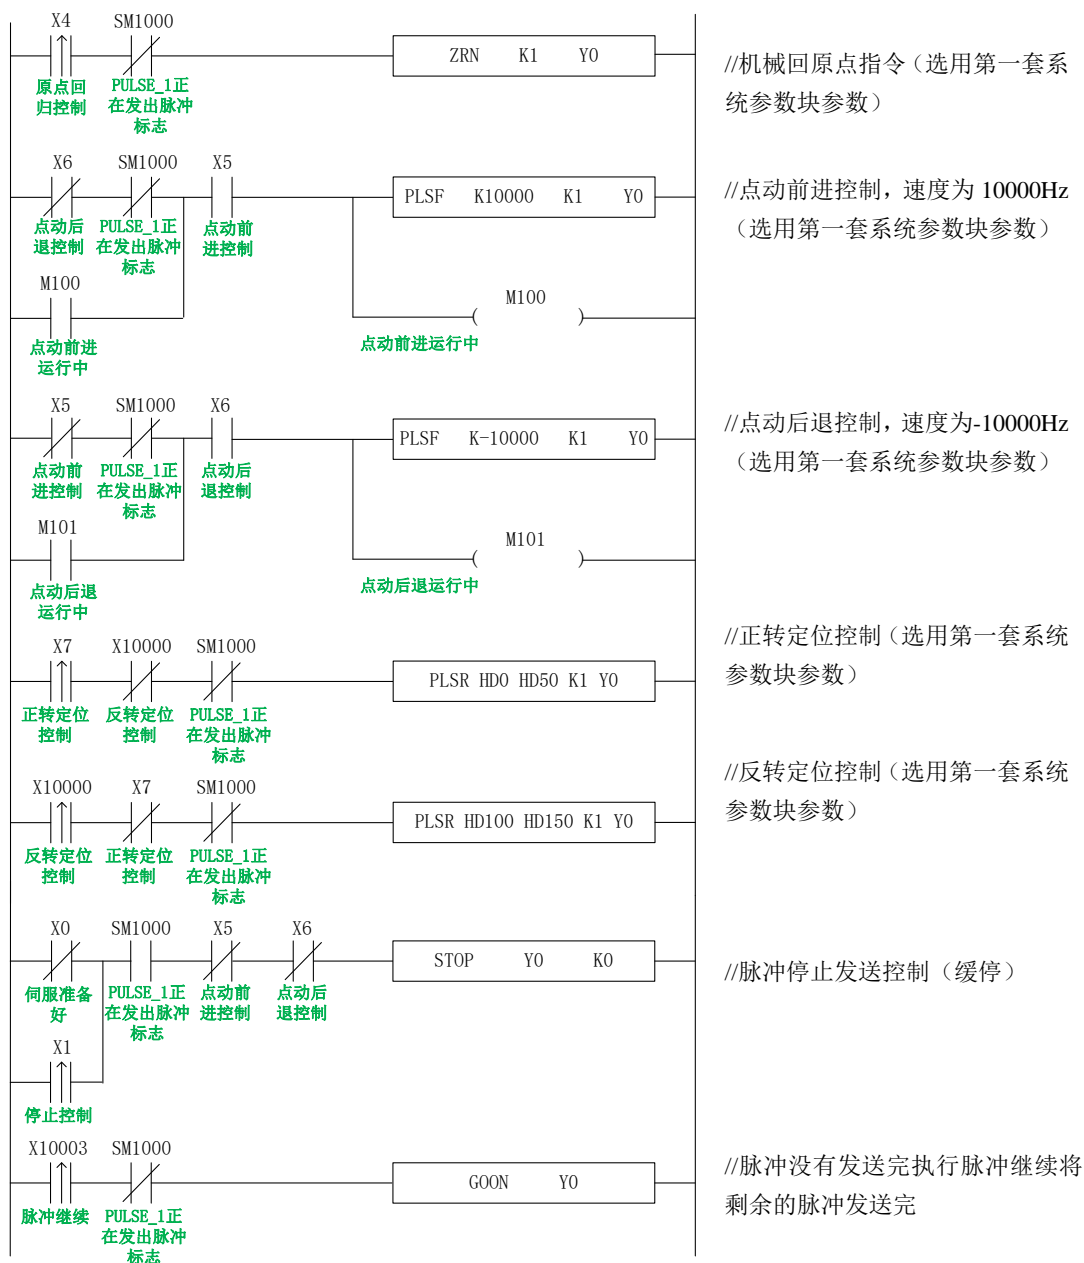 X4 SM1000
ZRN K1 Y0
原点回
归控制
PULSE_1正
在发出脉冲
标志
//机械回原点指令（选用第一套系
统参数块参数）
X6 SM1000 X5
PLSF K10000 K1 Y0
点动后
退控制
PULSE_1正
在发出脉冲
标志
点动前
进控制
//点动前进控制，速度为 10000Hz
（选用第一套系统参数块参数）
M100
点动前进
运行中
M100
( )
点动前进运行中
X5 SM1000 X6
PLSF K-10000 K1 Y0
点动前
进控制
PULSE_1正
在发出脉冲
标志
点动后
退控制
//点动后退控制，速度为-10000Hz
（选用第一套系统参数块参数）
M101
点动后退
运行中
M101
( )
点动后退运行中
X7 X10000 SM1000
PLSR HD0 HD50 K1 Y0
正转定位
控制
反转定位
控制
PULSE_1正
在发出脉冲
标志
//正转定位控制（选用第一套系统
参数块参数）
X10000 X7 SM1000
PLSR HD100 HD150 K1 Y0
反转定位
控制
正转定位
控制
PULSE_1正
在发出脉冲
标志
//反转定位控制（选用第一套系统
参数块参数）
X0 SM1000 X5 X6
STOP Y0 K0
伺服准备
好
PULSE_1正
在发出脉冲
标志
点动前
进控制
点动后
退控制
//脉冲停止发送控制（缓停）
X1
停止控制
X10003 SM1000
GOON Y0
脉冲继续
PULSE_1正
在发出脉冲
标志
//脉冲没有发送完执行脉冲继续将
剩余的脉冲发送完